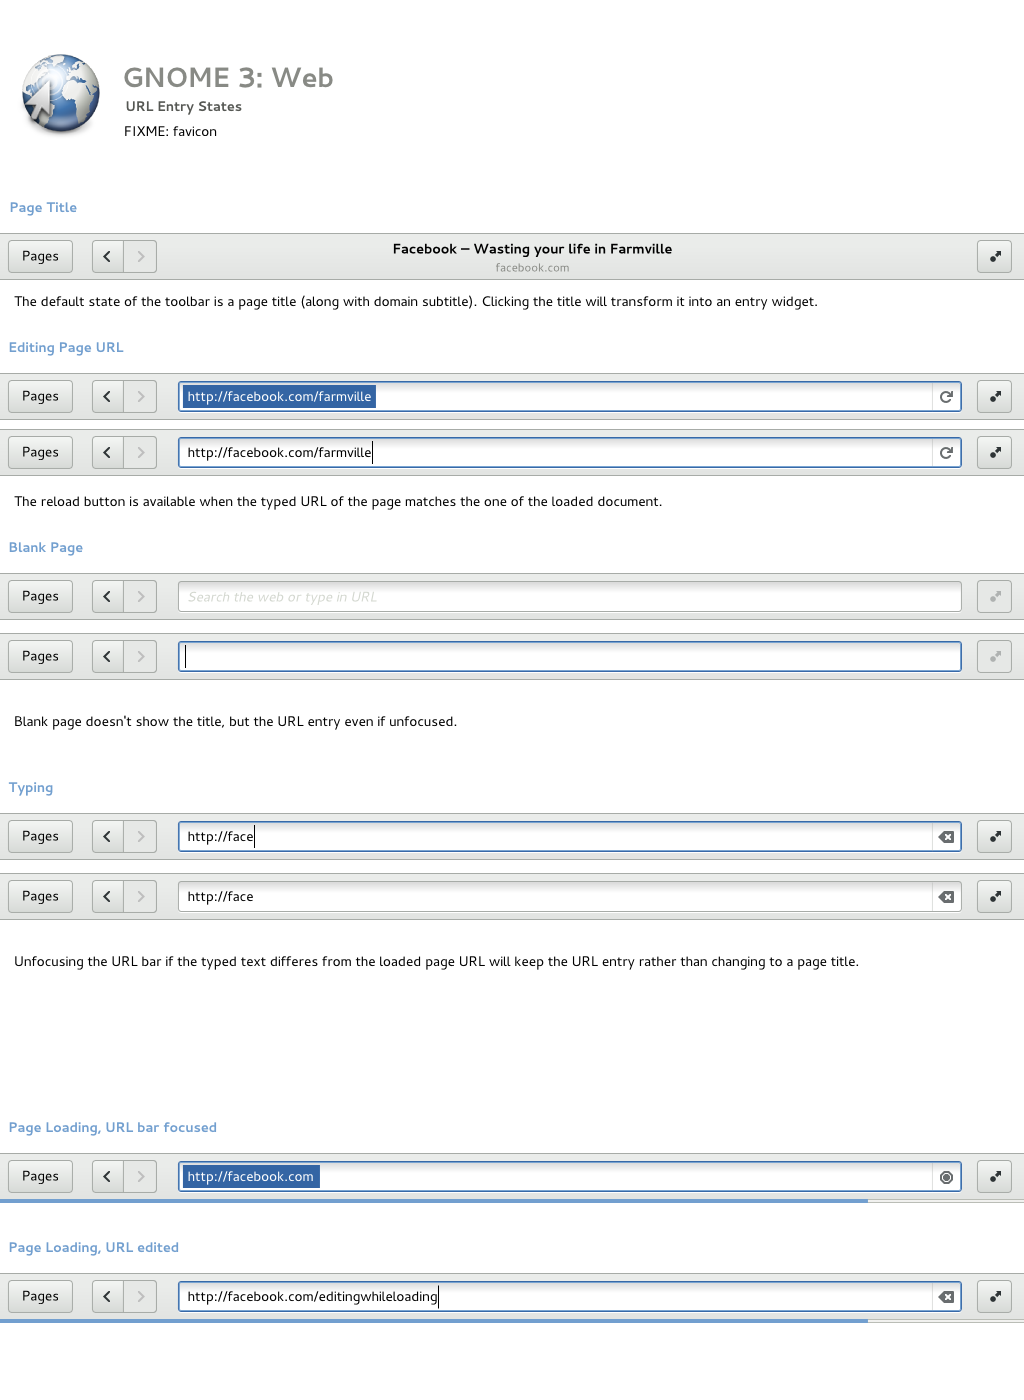 GNOME 3: Web
URL Entry States
FIXME: favicon
Page Title
Pages
Facebook – Wasting your life in Farmville
facebook.com
The default state of the toolbar is a page title (along with domain subtitle). Clicking the title will transform it into an entry widget.
Editing Page URL
Pages http://facebook.com/farmville
Pages http://facebook.com/farmville
The reload button is available when the typed URL of the page matches the one of the loaded document.
Blank Page
Pages Search the web or type in URL
Pages
Blank page doesn't show the title, but the URL entry even if unfocused.
Typing
Pages http://face
Pages http://face
Unfocusing the URL bar if the typed text differes from the loaded page URL will keep the URL entry rather than changing to a page title.
Page Loading, URL bar focused
Pages http://facebook.com
Page Loading, URL edited
Pages http://facebook.com/editingwhileloading